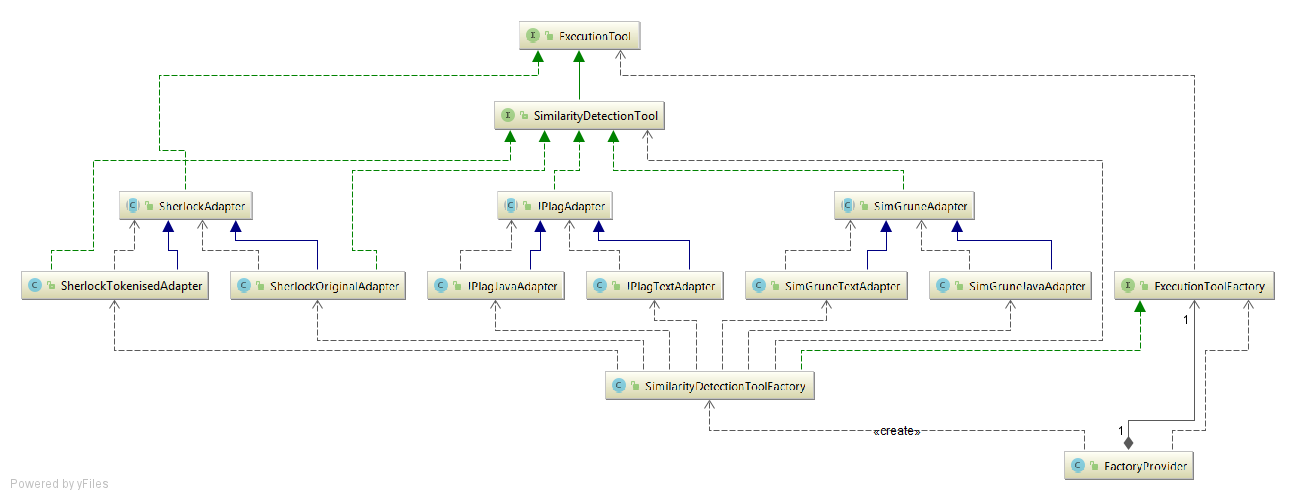 ExecutionTool
SimilarityDetectionTool
SherlockAdapter
JPlagAdapter
SimGruneAdapter
SherlockTokenisedAdapter
SherlockOriginalAdapter
JPlagJavaAdapter
JPlagTextAdapter
SimGruneTextAdapter
SimGruneJavaAdapter
ExecutionToolFactory
1
SimilarityDetectionToolFactory
«create»
1
FactoryProvider
Powered by yFiles